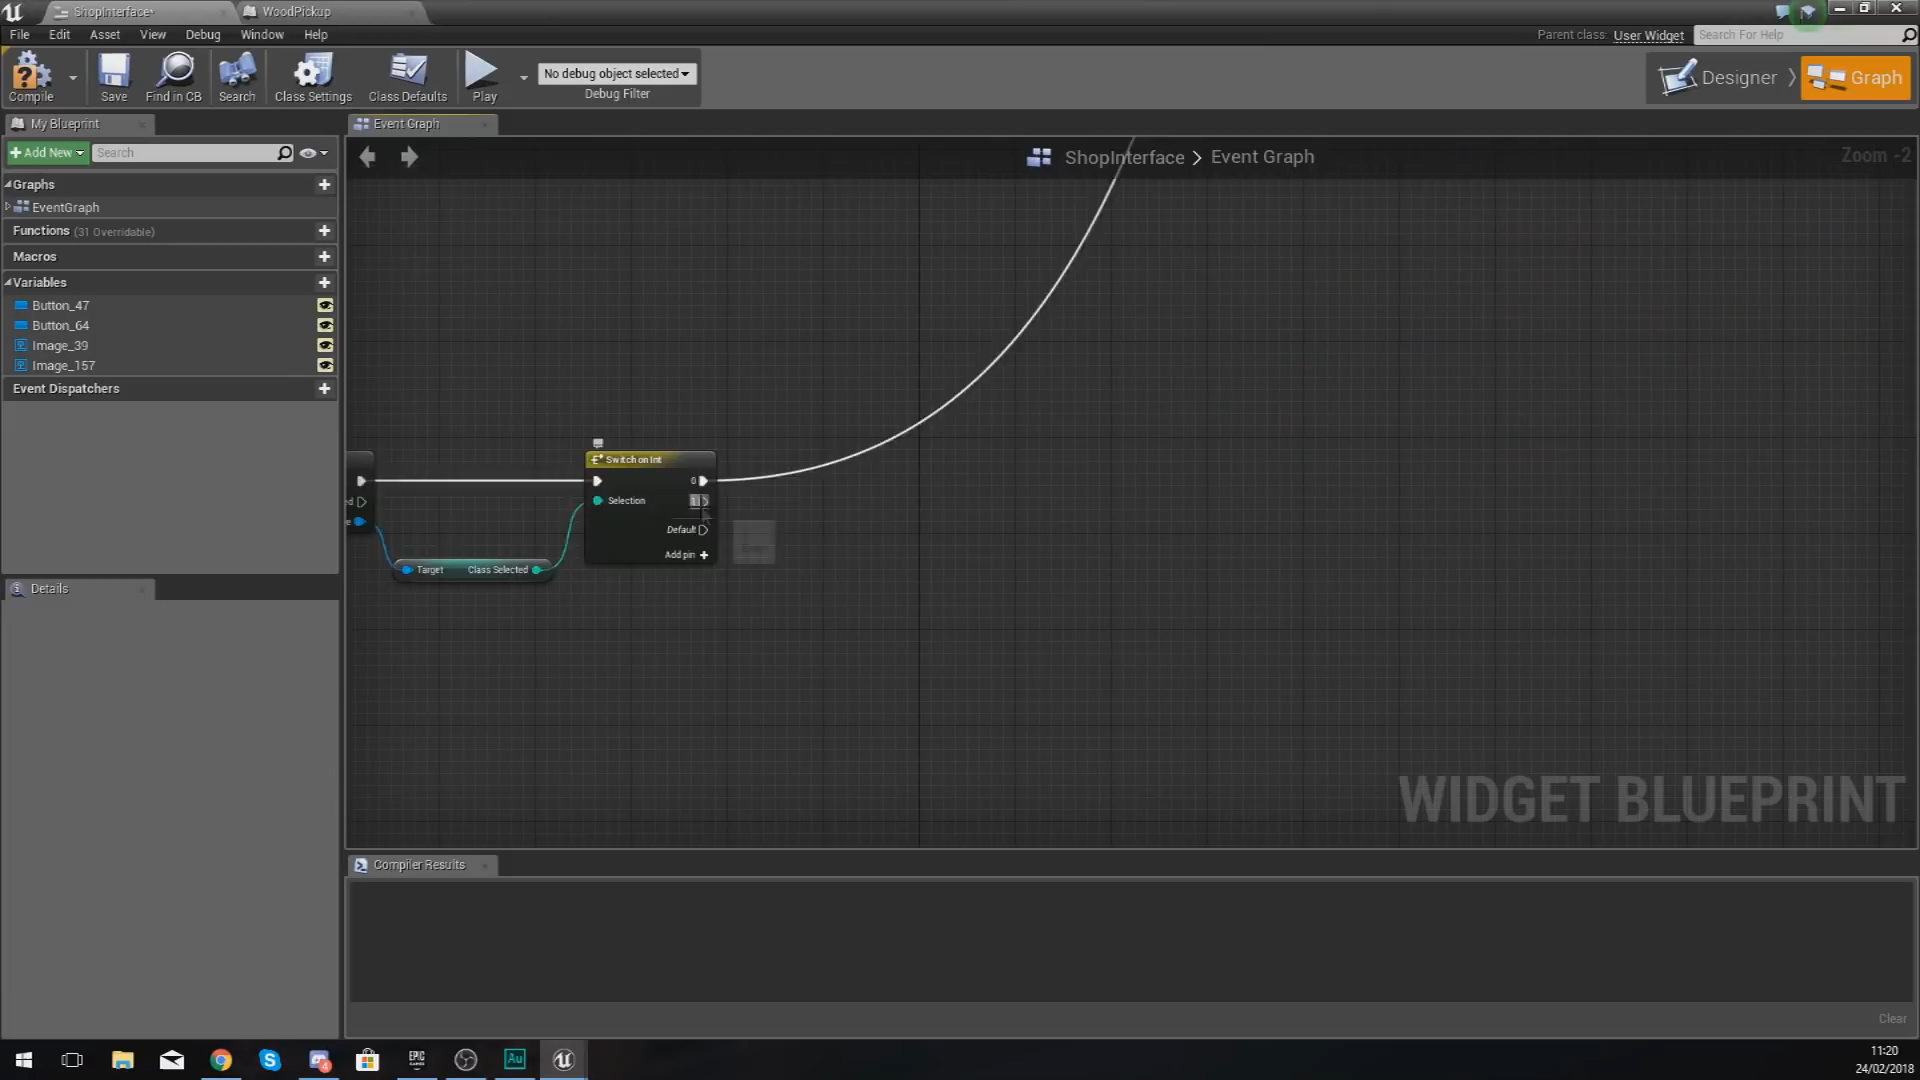 ShopInterface*
WoodPickup
File Edit Asset View Debug Window Help
Parent class: User Widget
Search For Help
Compile
Save
Find in CB
Search
Class Settings
Class Defaults
Play
No debug object selected
Debug Filter
Designer
Graph
My Blueprint
Event Graph
Add New
Search
ShopInterface > Event Graph
Zoom -2
Graphs
EventGraph
Functions (31 Overridable)
Macros
Variables
Button_47
Button_64
Image_39
Image_157
Event Dispatchers
Switch on Int
0
Selection
1
Default
Add pin
Target Class Selected
Details
WIDGET BLUEPRINT
Compiler Results
Clear
EPIC
Au
4
11:20
24/02/2018